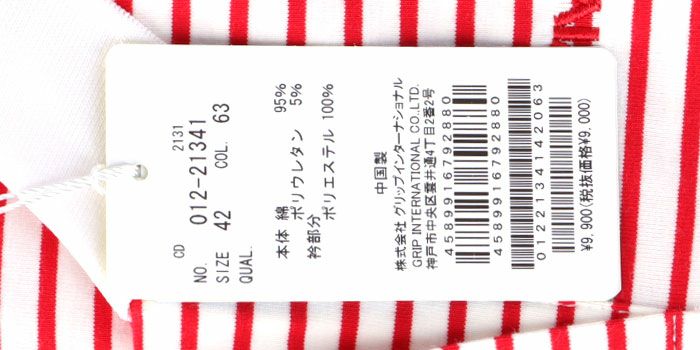 2131
CD
NO. 012-21341
SIZE 42 COL. 63
QUAL.
本体 綿 95%
ポリウレタン 5%
衿部分
ポリエステル 100%
中国製
株式会社 グリップインターナショナル
GRIP INTERNATIONAL CO.,LTD.
神戸市中央区雲井通4丁目2番2号
4589916792880
4589916792880
0122134142063
¥9,900(税抜価格¥9,000)